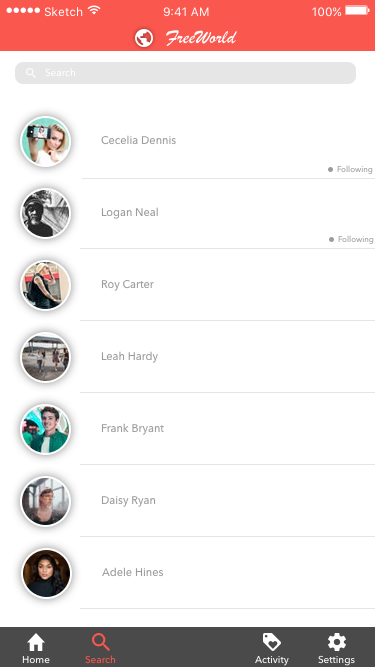 Sketch 9:41 AM 100%
FreeWorld
Search
Cecelia Dennis
Following
Logan Neal
Following
Roy Carter
Leah Hardy
Frank Bryant
Daisy Ryan
Adele Hines
Home Search Activity Settings